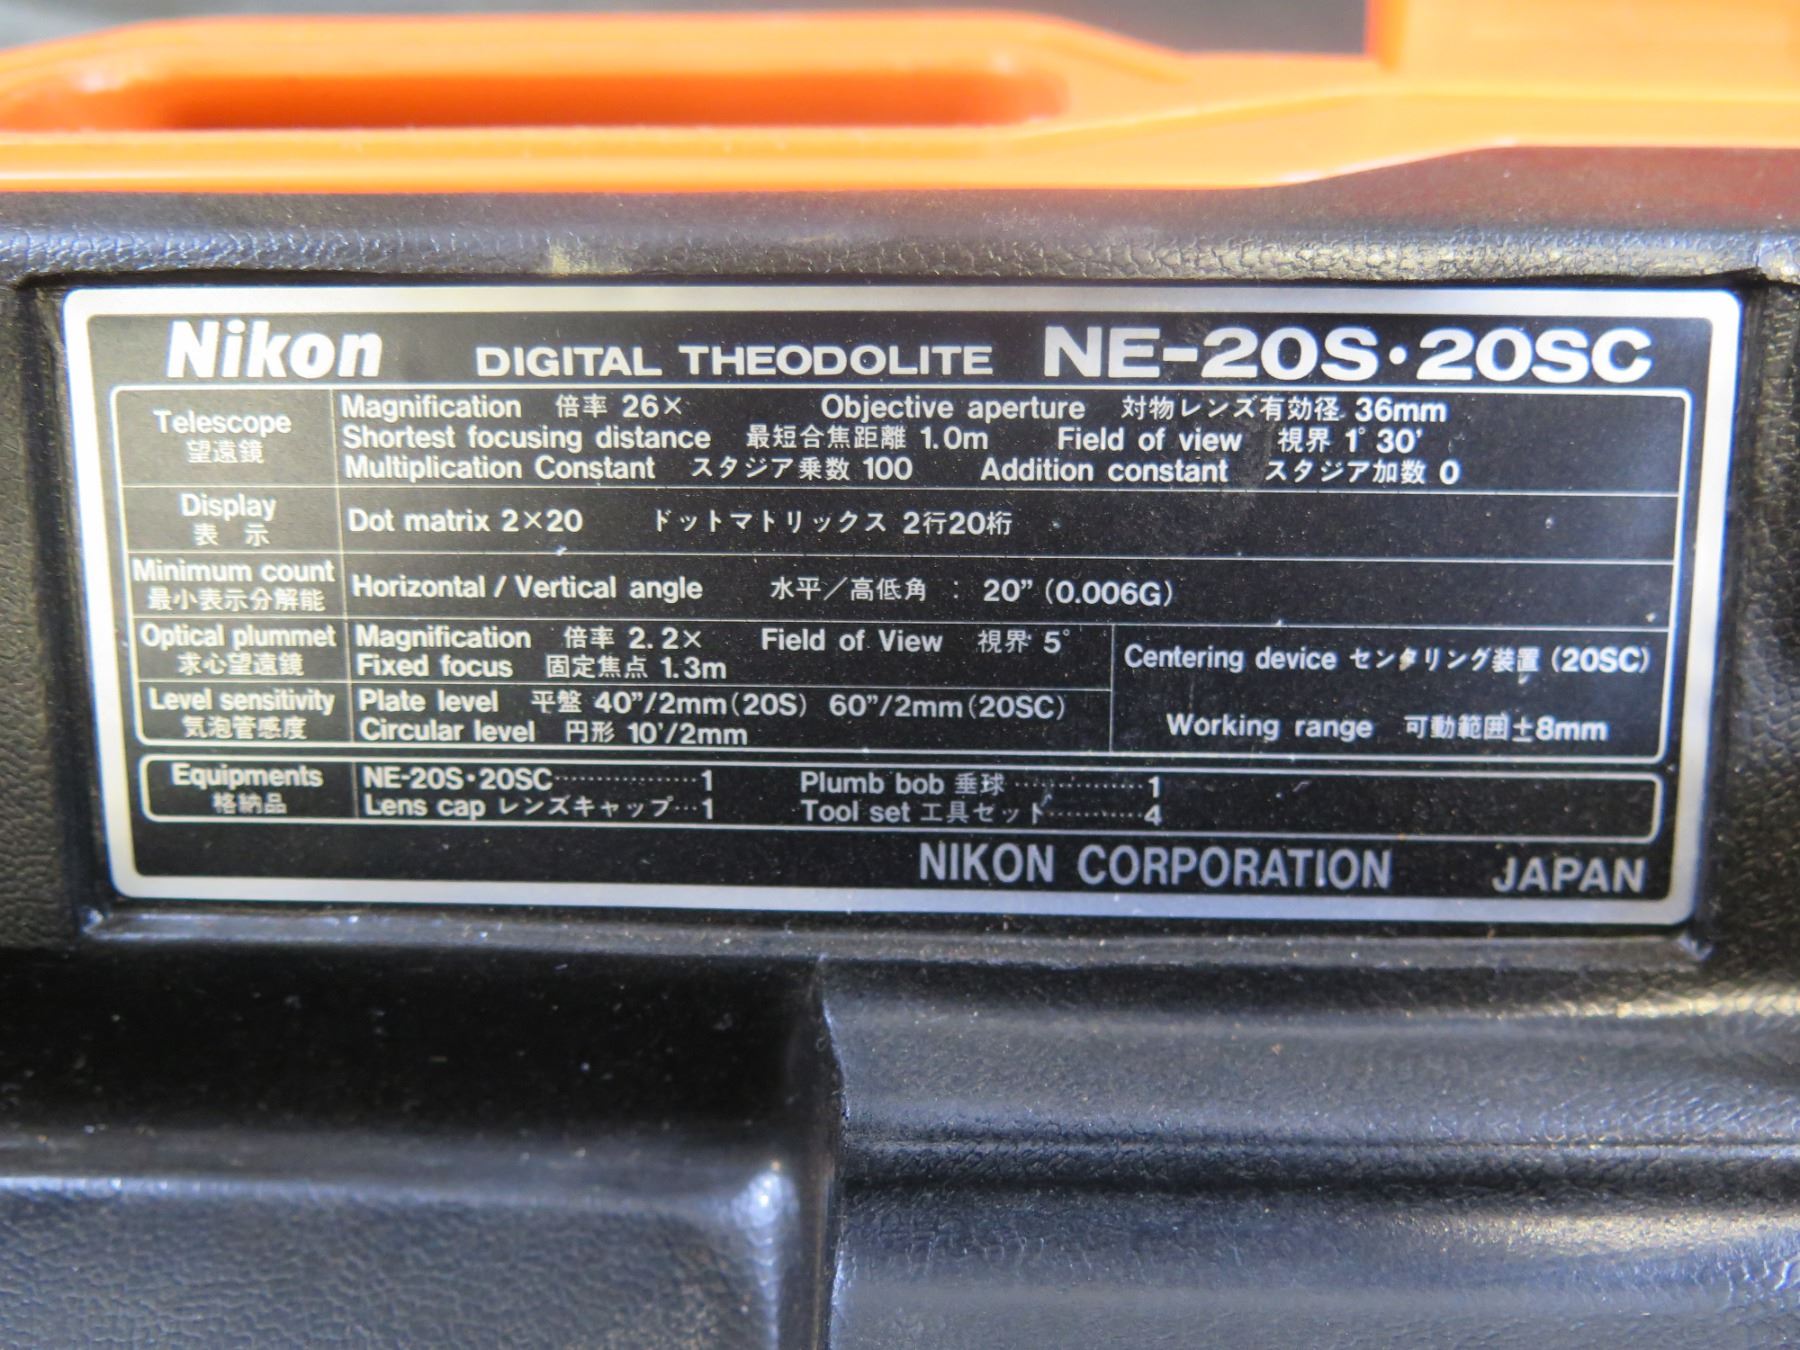 Nikon DIGITAL THEODOLITE NE-20S・20SC
Telescope
望遠鏡
Magnification 倍率 26× Objective aperture 対物レンズ有効径 36mm
Shortest focusing distance 最短合焦距離 1.0m Field of view 視界 1° 30'
Multiplication Constant スタジア乗数 100 Addition constant スタジア加数 0
Display
表 示
Dot matrix 2×20 ドットマトリックス 2行20桁
Minimum count
最小表示分解能
Horizontal / Vertical angle 水平/高低角 : 20" (0.006G)
Optical plummet
求心望遠鏡
Magnification 倍率 2.2× Field of View 視界 5°
Fixed focus 固定焦点 1.3m
Level sensitivity
気泡管感度
Plate level 平盤 40"/2mm(20S) 60"/2mm(20SC)
Circular level 円形 10'/2mm
Centering device センタリング装置 (20SC)
Working range 可動範囲±8mm
Equipments
格納品
NE-20S・20SC················1
Lens cap レンズキャップ···1
Plumb bob 垂球 ···············1
Tool set 工具セット···········4
NIKON CORPORATION JAPAN